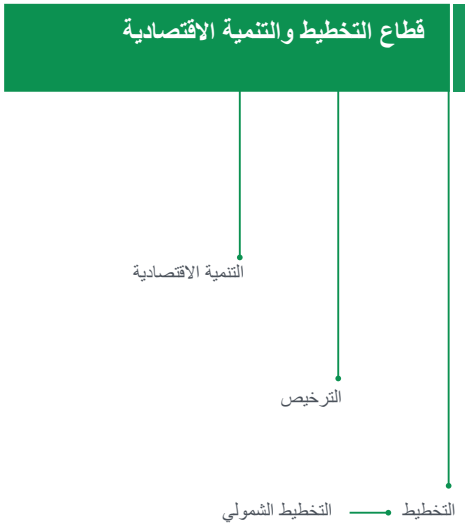 قطاع التخطيط والتنمية الاقتصادية
التنمية الاقتصادية
الترخيص
التخطيط التخطيط الشمولي